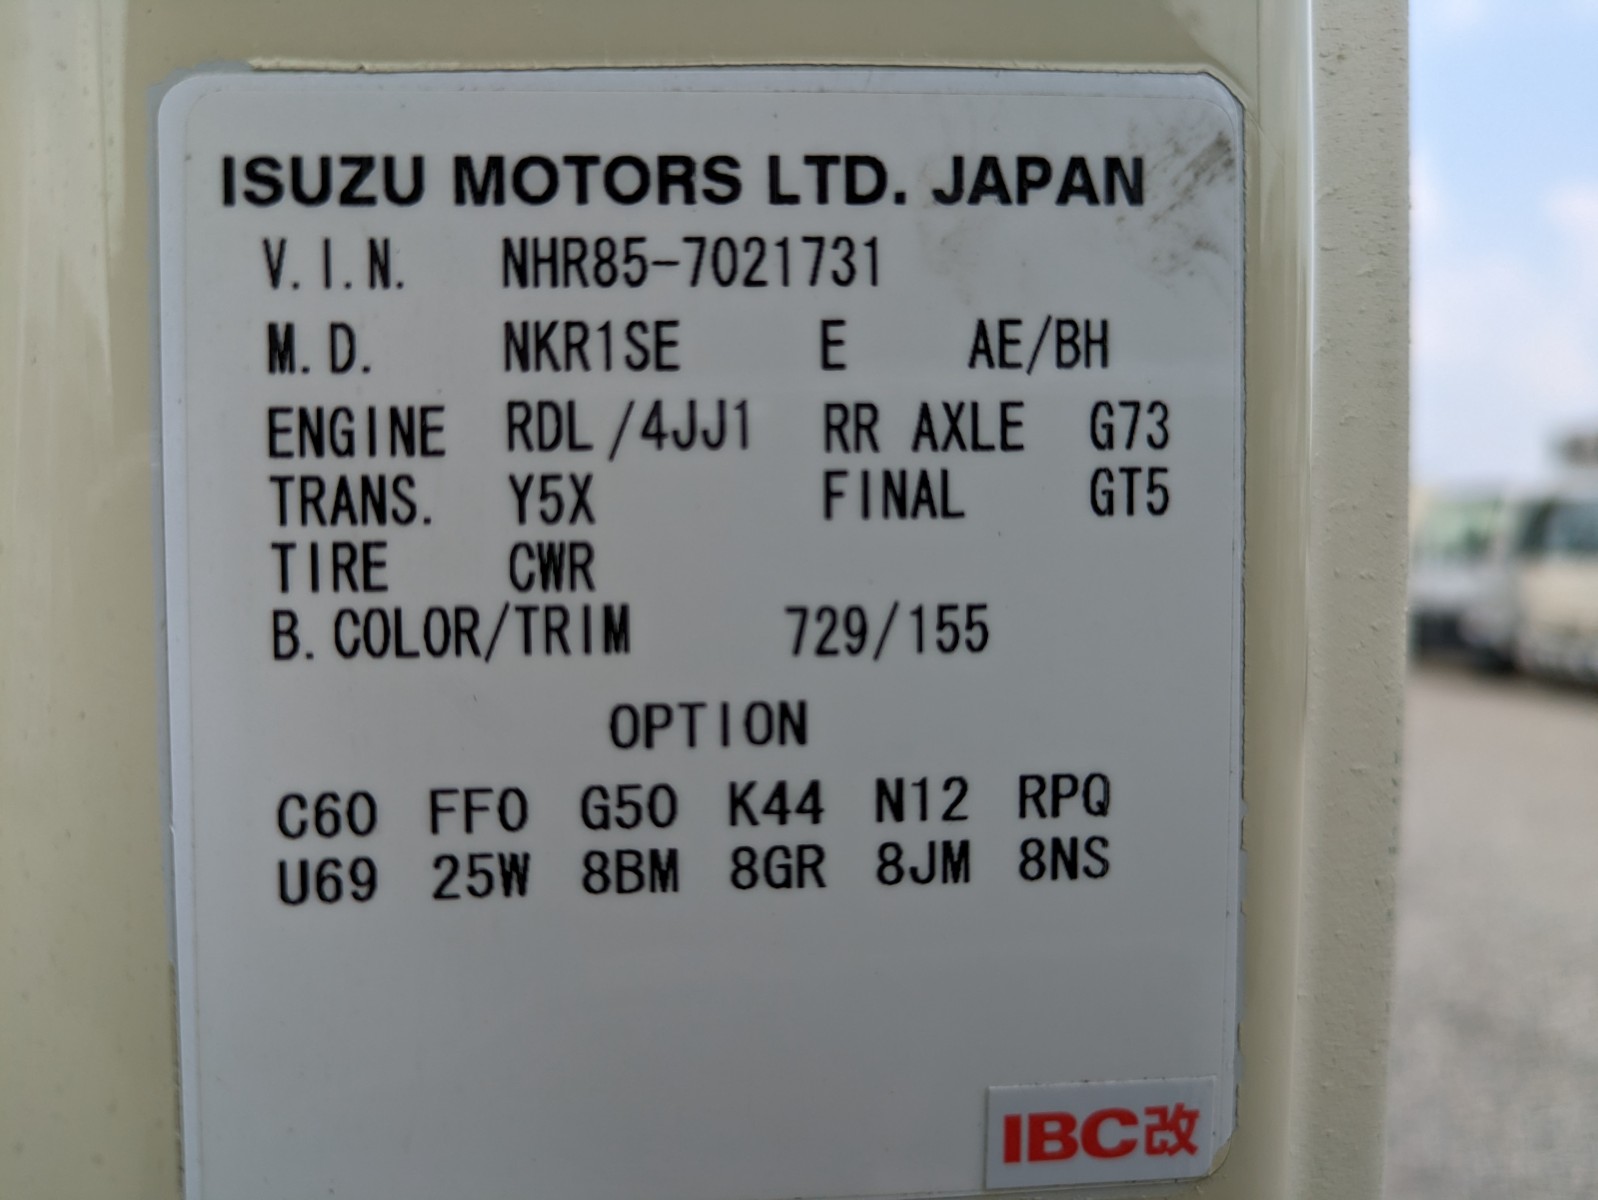 ISUZU MOTORS LTD. JAPAN
V.I.N. NHR85-7021731
M.D. NKR1SE E AE/BH
ENGINE RDL/4JJ1 RR AXLE G73
TRANS. Y5X FINAL GT5
TIRE CWR
B.COLOR/TRIM 729/155
OPTION
C60 FF0 G50 K44 N12 RPQ
U69 25W 8BM 8GR 8JM 8NS
IBC改